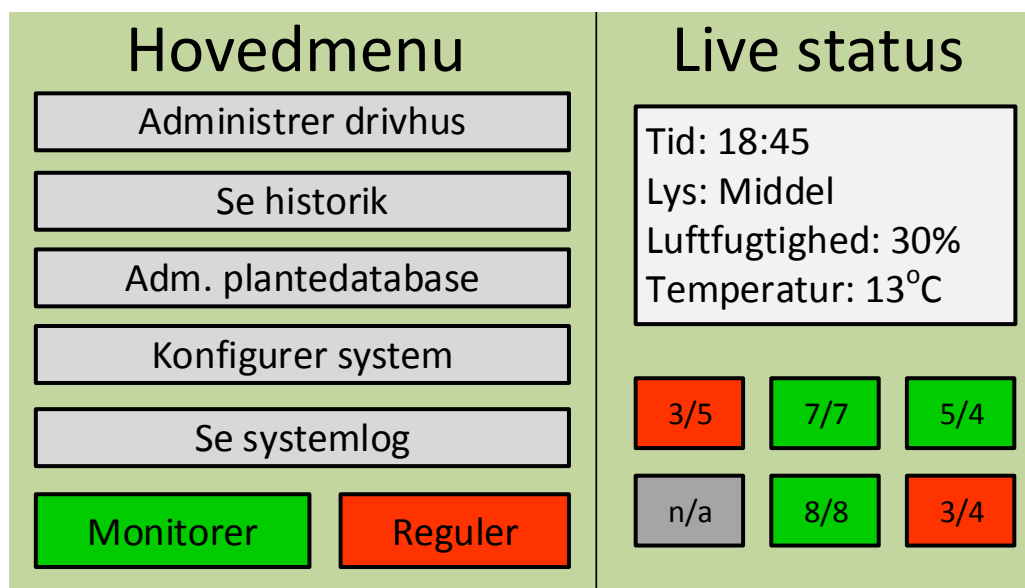 Hovedmenu
Administrer drivhus
Se historik
Adm. plantedatabase
Konfigurer system
Se systemlog
Monitorer
Reguler
Live status
Tid: 18:45
Lys: Middel
Luftfugtighed: 30%
Temperatur: 13°C
3/5 7/7 5/4
n/a 8/8 3/4